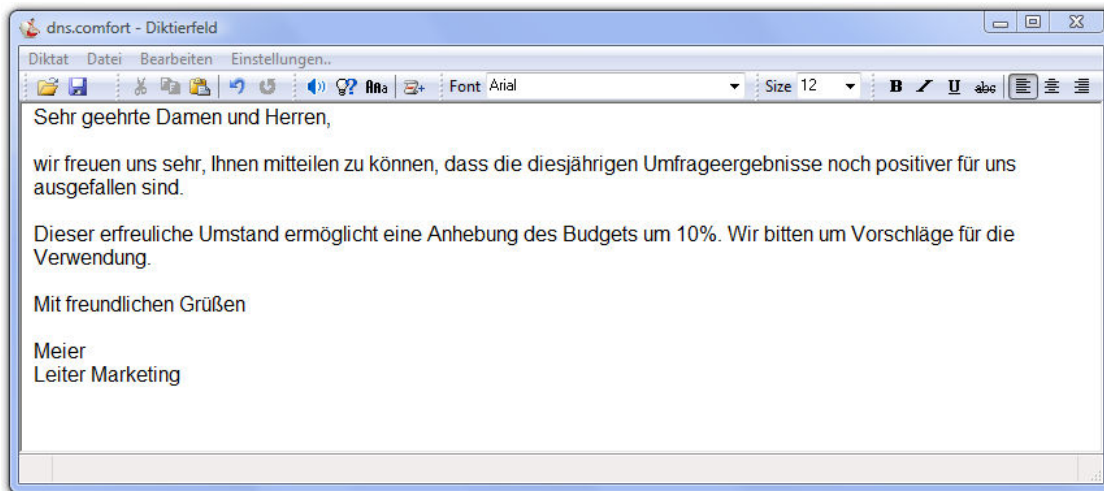 dns.comfort - Diktierfeld
Diktat Datei Bearbeiten Einstellungen..
AAa Font Arial Size 12 B I U abc
Sehr geehrte Damen und Herren,
wir freuen uns sehr, Ihnen mitteilen zu können, dass die diesjährigen Umfrageergebnisse noch positiver für uns
ausgefallen sind.
Dieser erfreuliche Umstand ermöglicht eine Anhebung des Budgets um 10%. Wir bitten um Vorschläge für die
Verwendung.
Mit freundlichen Grüßen
Meier
Leiter Marketing